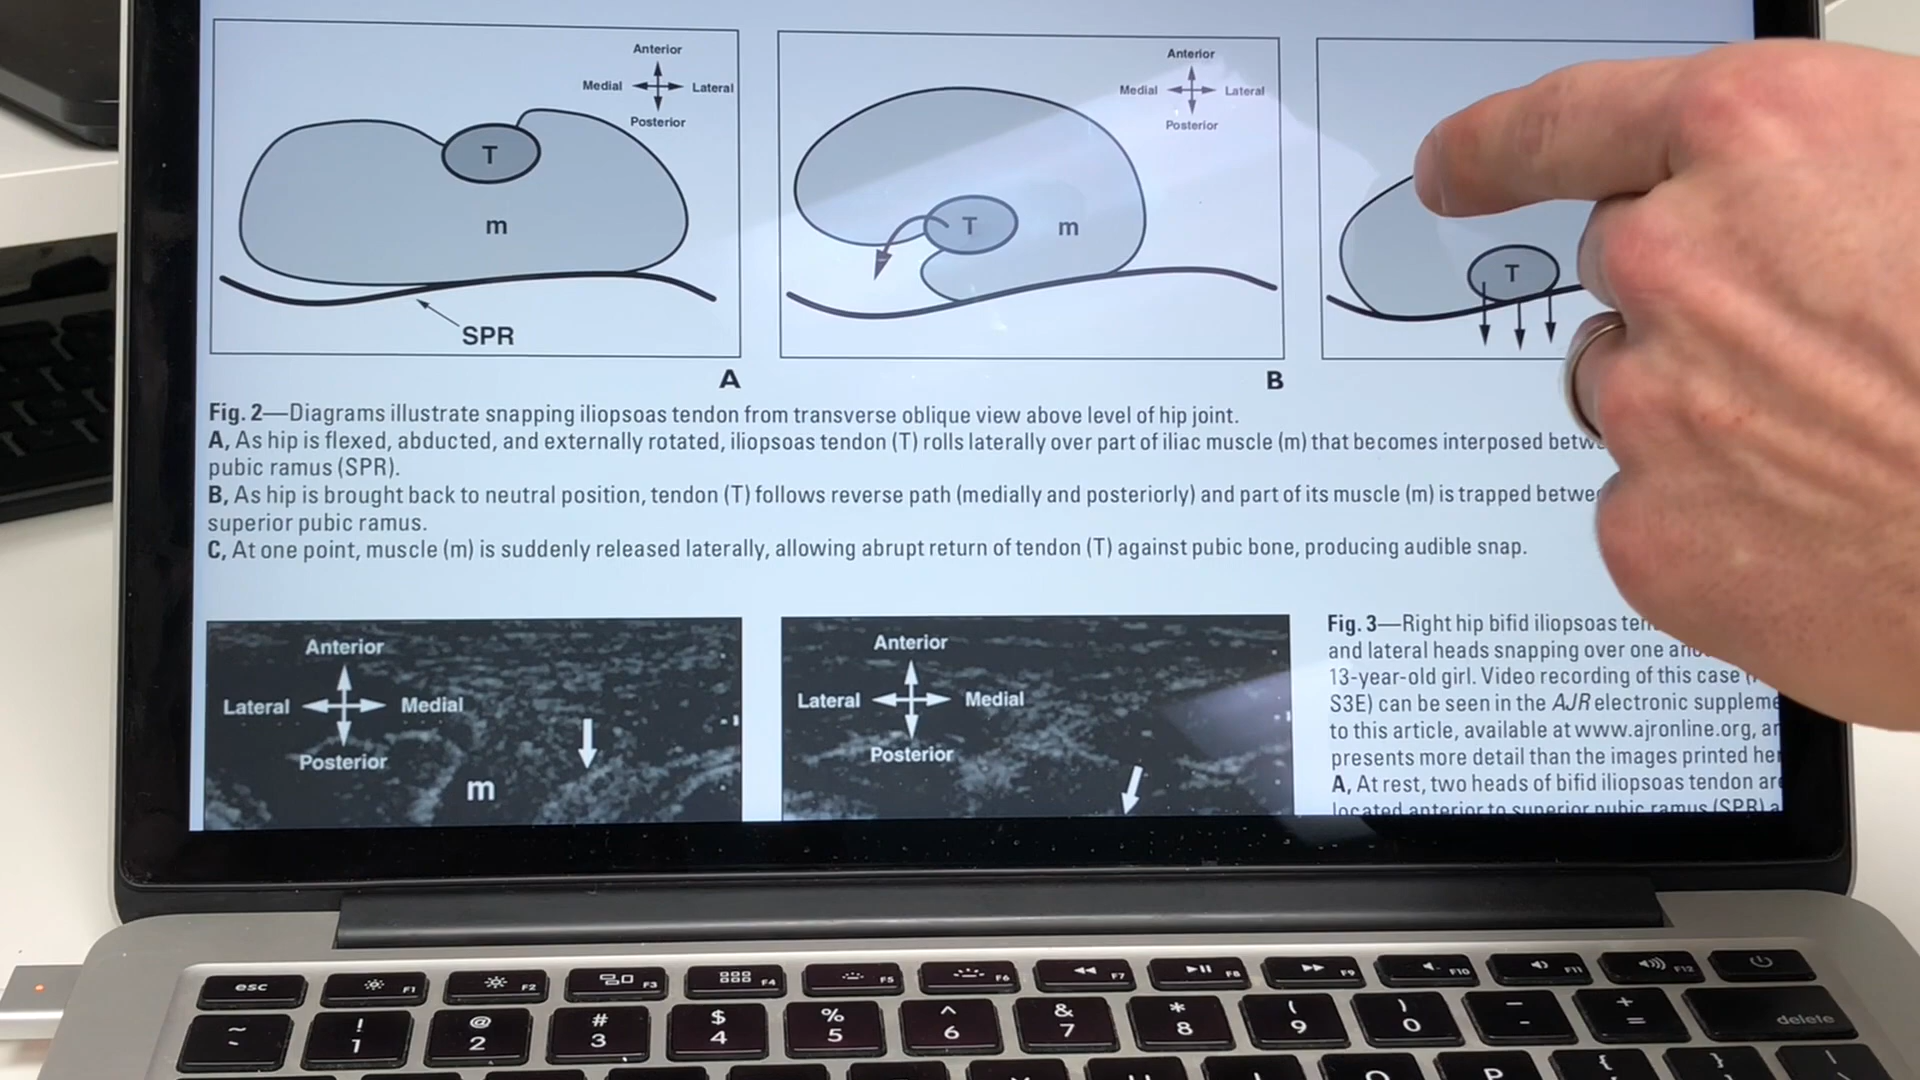 Anterior
Medial Lateral
Posterior
T
m
SPR
A
Anterior
Medial Lateral
Posterior
T
m
B
T
Fig. 2—Diagrams illustrate snapping iliopsoas tendon from transverse oblique view above level of hip joint.
A, As hip is flexed, abducted, and externally rotated, iliopsoas tendon (T) rolls laterally over part of iliac muscle (m) that becomes interposed
pubic ramus (SPR).
B, As hip is brought back to neutral position, tendon (T) follows reverse path (medially and posteriorly) and part of its muscle (m) is trapped
superior pubic ramus.
C, At one point, muscle (m) is suddenly released laterally, allowing abrupt return of tendon (T) against pubic bone, producing audible snap.
Anterior
Lateral Medial
Posterior
m
Anterior
Lateral Medial
Posterior
Fig. 3—Right hip bifid iliopsoas
and lateral heads snapping over one
13-year-old girl. Video recording of this case
S3E) can be seen in the AJR electronic
to this article, available at www.ajronline.org,
presents more detail than the images printed
A, At rest, two heads of bifid iliopsoas tendon
located anterior to superior pubic ramus (SPR)
esc F1 F2 F3 F4 F5 F6 F7 F8 F9 F10 F11 F12
~ ! @ # $ % ^ & * ( ) _ + delete
1 2 3 4 5 6 7 8 9 0 - =
P { }